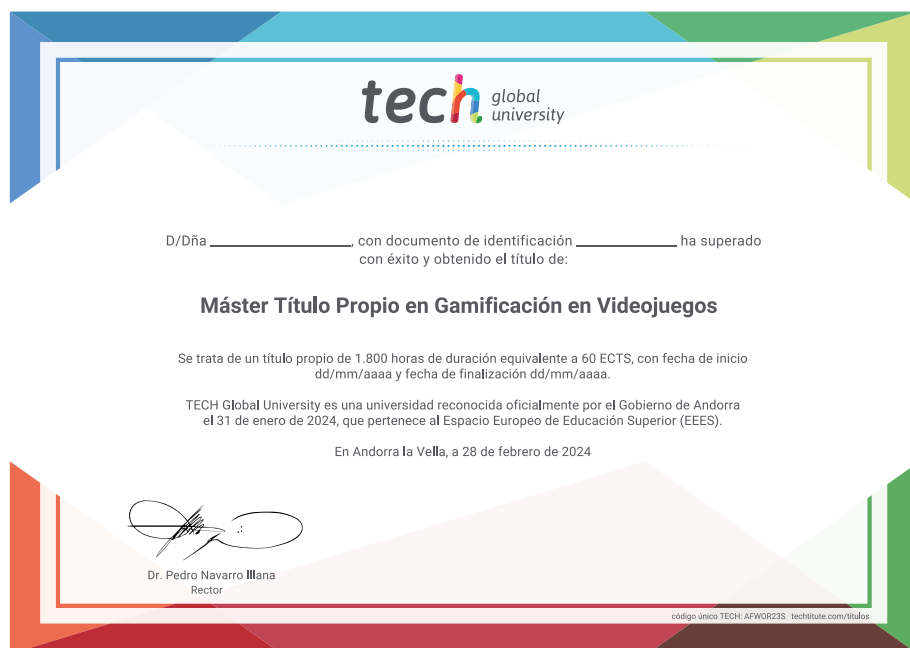 tech global university
D/Dña ______________, con documento de identificación __________ ha superado
con éxito y obtenido el título de:
Máster Título Propio en Gamificación en Videojuegos
Se trata de un título propio de 1.800 horas de duración equivalente a 60 ECTS, con fecha de inicio
dd/mm/aaaa y fecha de finalización dd/mm/aaaa.
TECH Global University es una universidad reconocida oficialmente por el Gobierno de Andorra
el 31 de enero de 2024, que pertenece al Espacio Europeo de Educación Superior (EEES).
En Andorra la Vella, a 28 de febrero de 2024
Dr. Pedro Navarro Illana
Rector
código único TECH: AFWOR23S techtitute.com/titulos